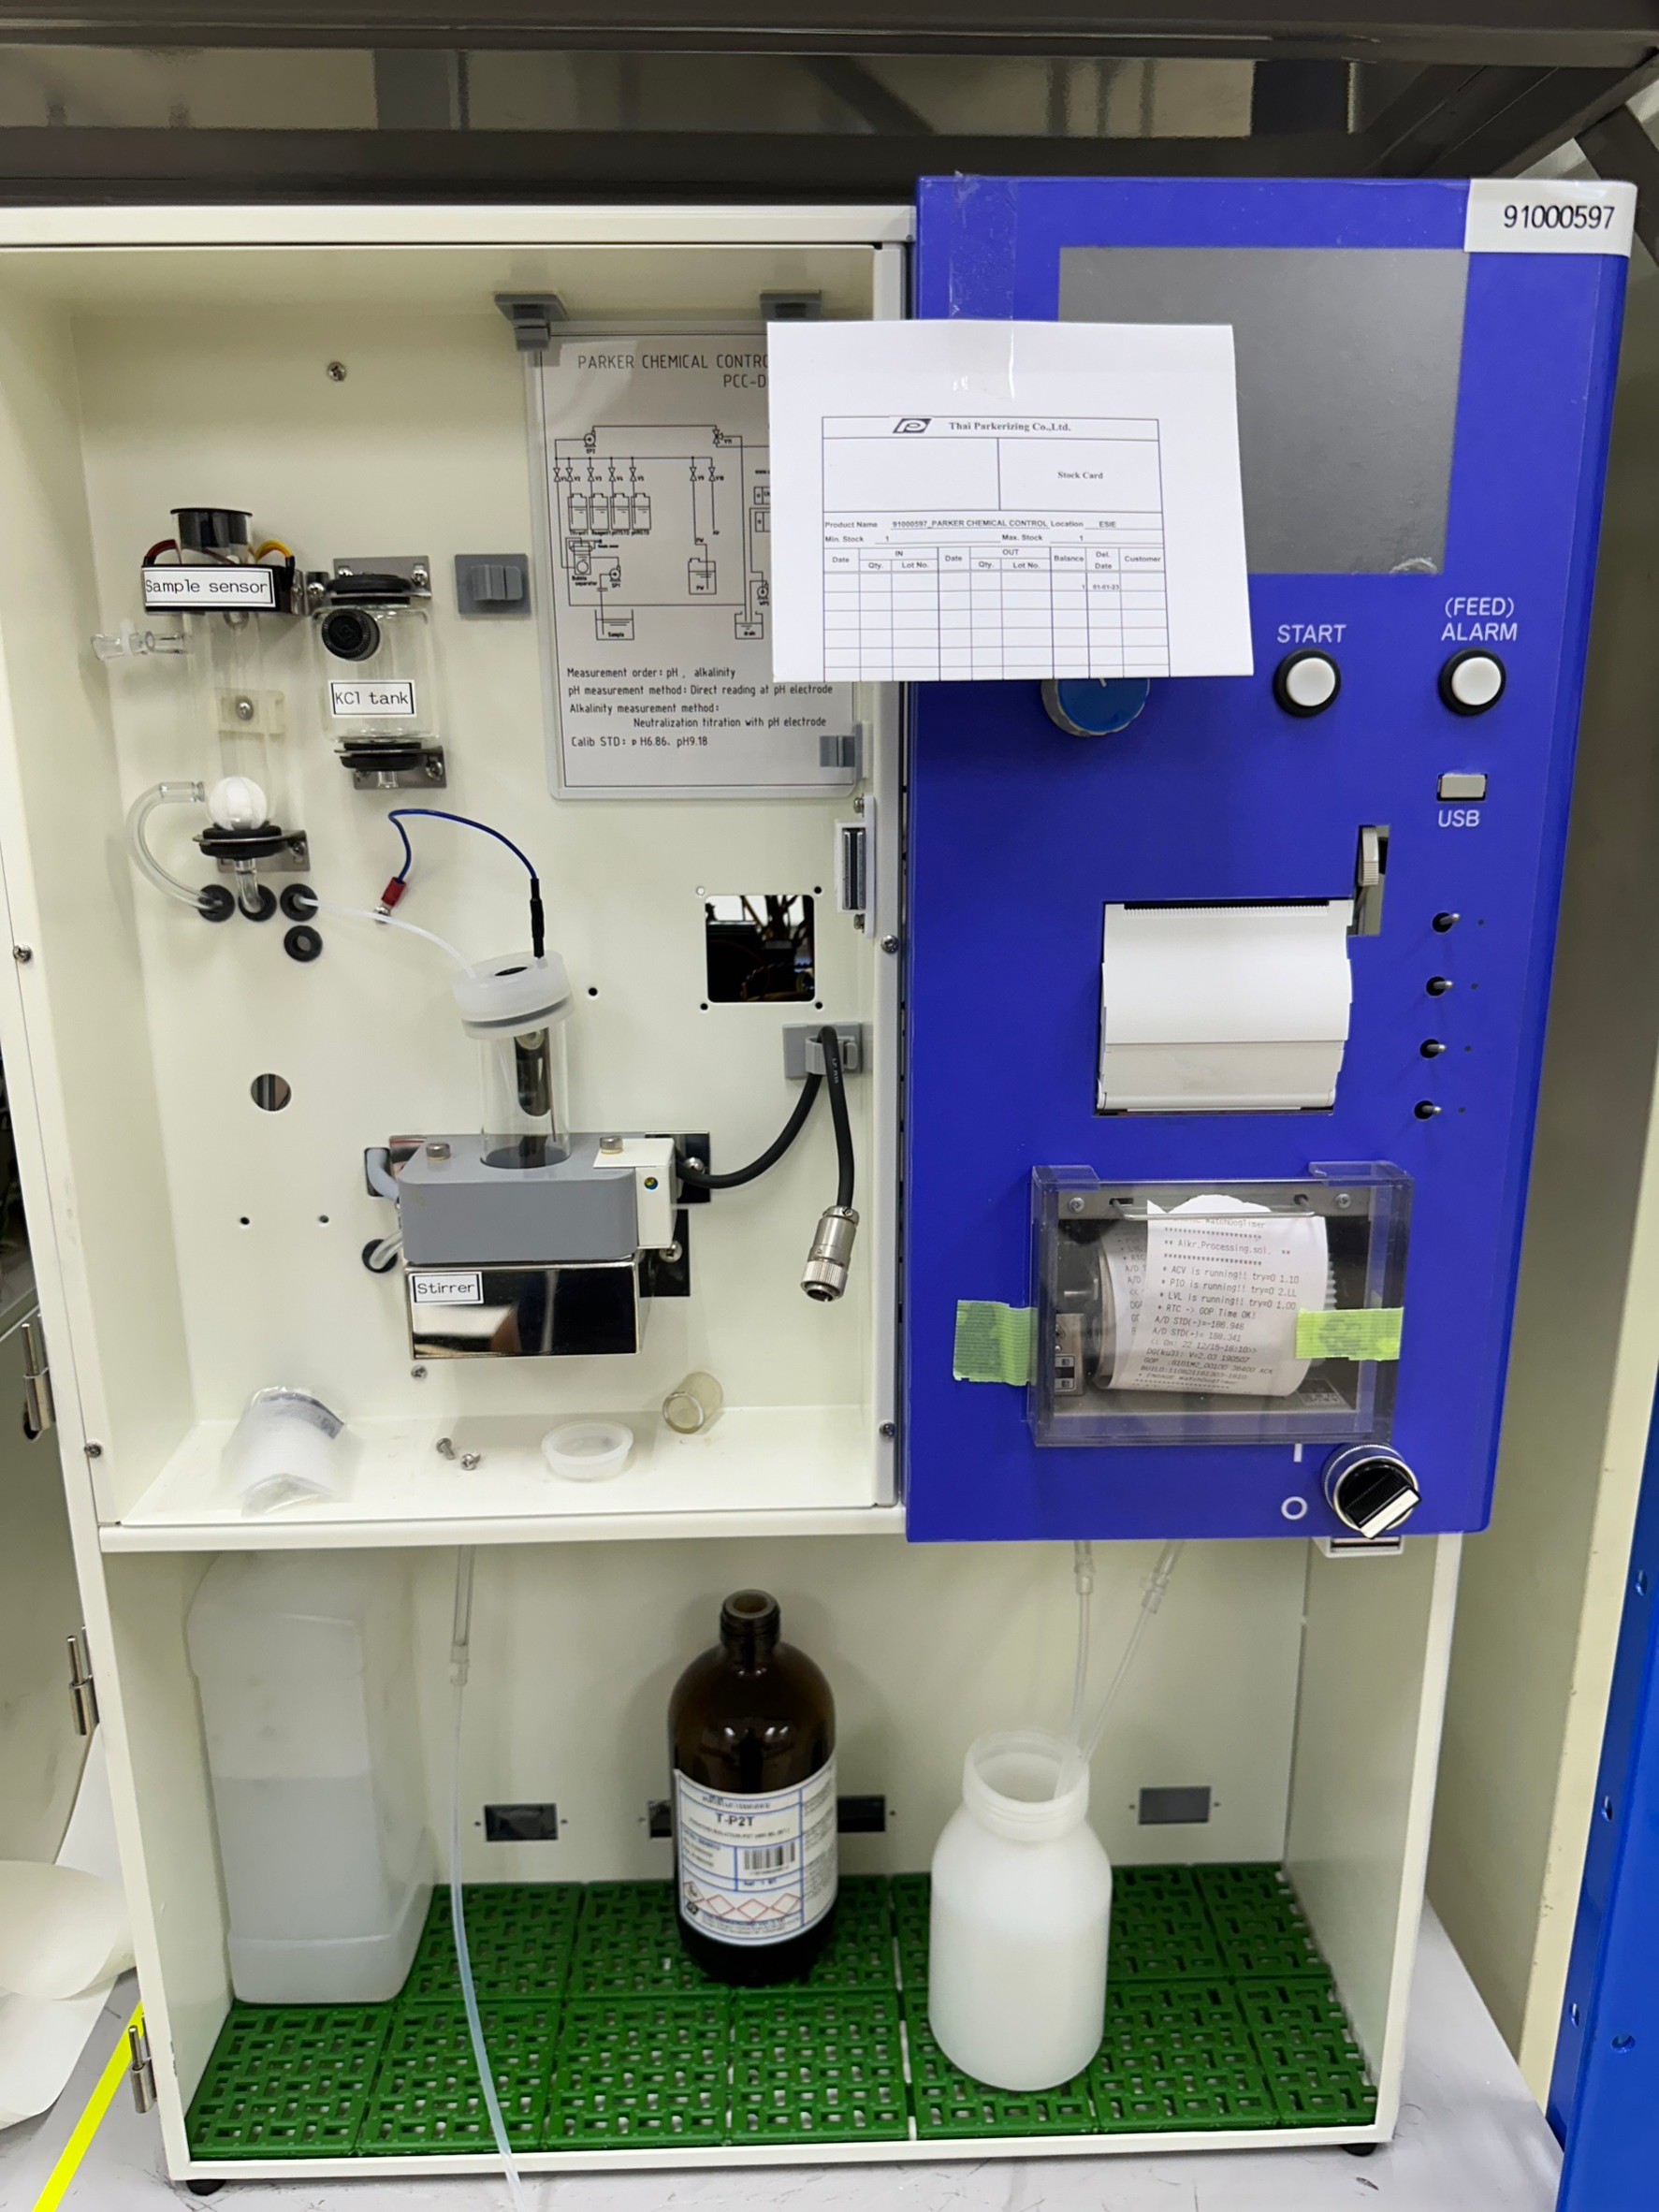 91000597
PARKER CHEMICAL CONTRO
PCC-D
Sample
Measurement order: pH , alkalinity
pH measurement method: Direct reading at pH electrode
Alkalinity measurement method:
Neutralization titration with pH electrode
Calib STD: pH6.86、pH9.18
Thai Parkerizing Co.,Ltd.
Stock Card
Product Name 91000597_PARKER CHEMICAL CONTROL Location ESIE
Min. Stock 1 Max. Stock 1
Date IN Date OUT Balance Del. Date Customer
Qty. Lot No. Qty. Lot No.
1 01-01-23
Sample sensor
KCl tank
START
(FEED)
ALARM
USB
Stirrer
** Alkr.Processing.sol. **
* ACV is running!! try=0 1.10
* PIO is running!! try=0 2.LL
* LVL is running!! try=0 1.00
* RTC -> GOP Time OK!
A/D STD(-)=-186.946
A/D STD(+)= 186.341
T-P2T